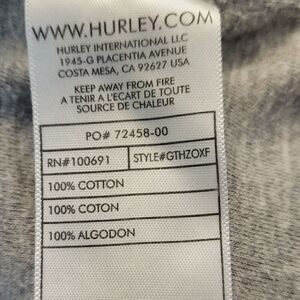 WWW.HURLEY.COM
HURLEY INTERNATIONAL LLC
1945-G PLACENTIA AVENUE
COSTA MESA, CA 92627 USA
KEEP AWAY FROM FIRE
A TENIR A L'ECART DE TOUTE
SOURCE DE CHALEUR
PO# 72458-00
RN#100691 STYLE#GTHZOXF
100% COTTON
100% COTON
100% ALGODON